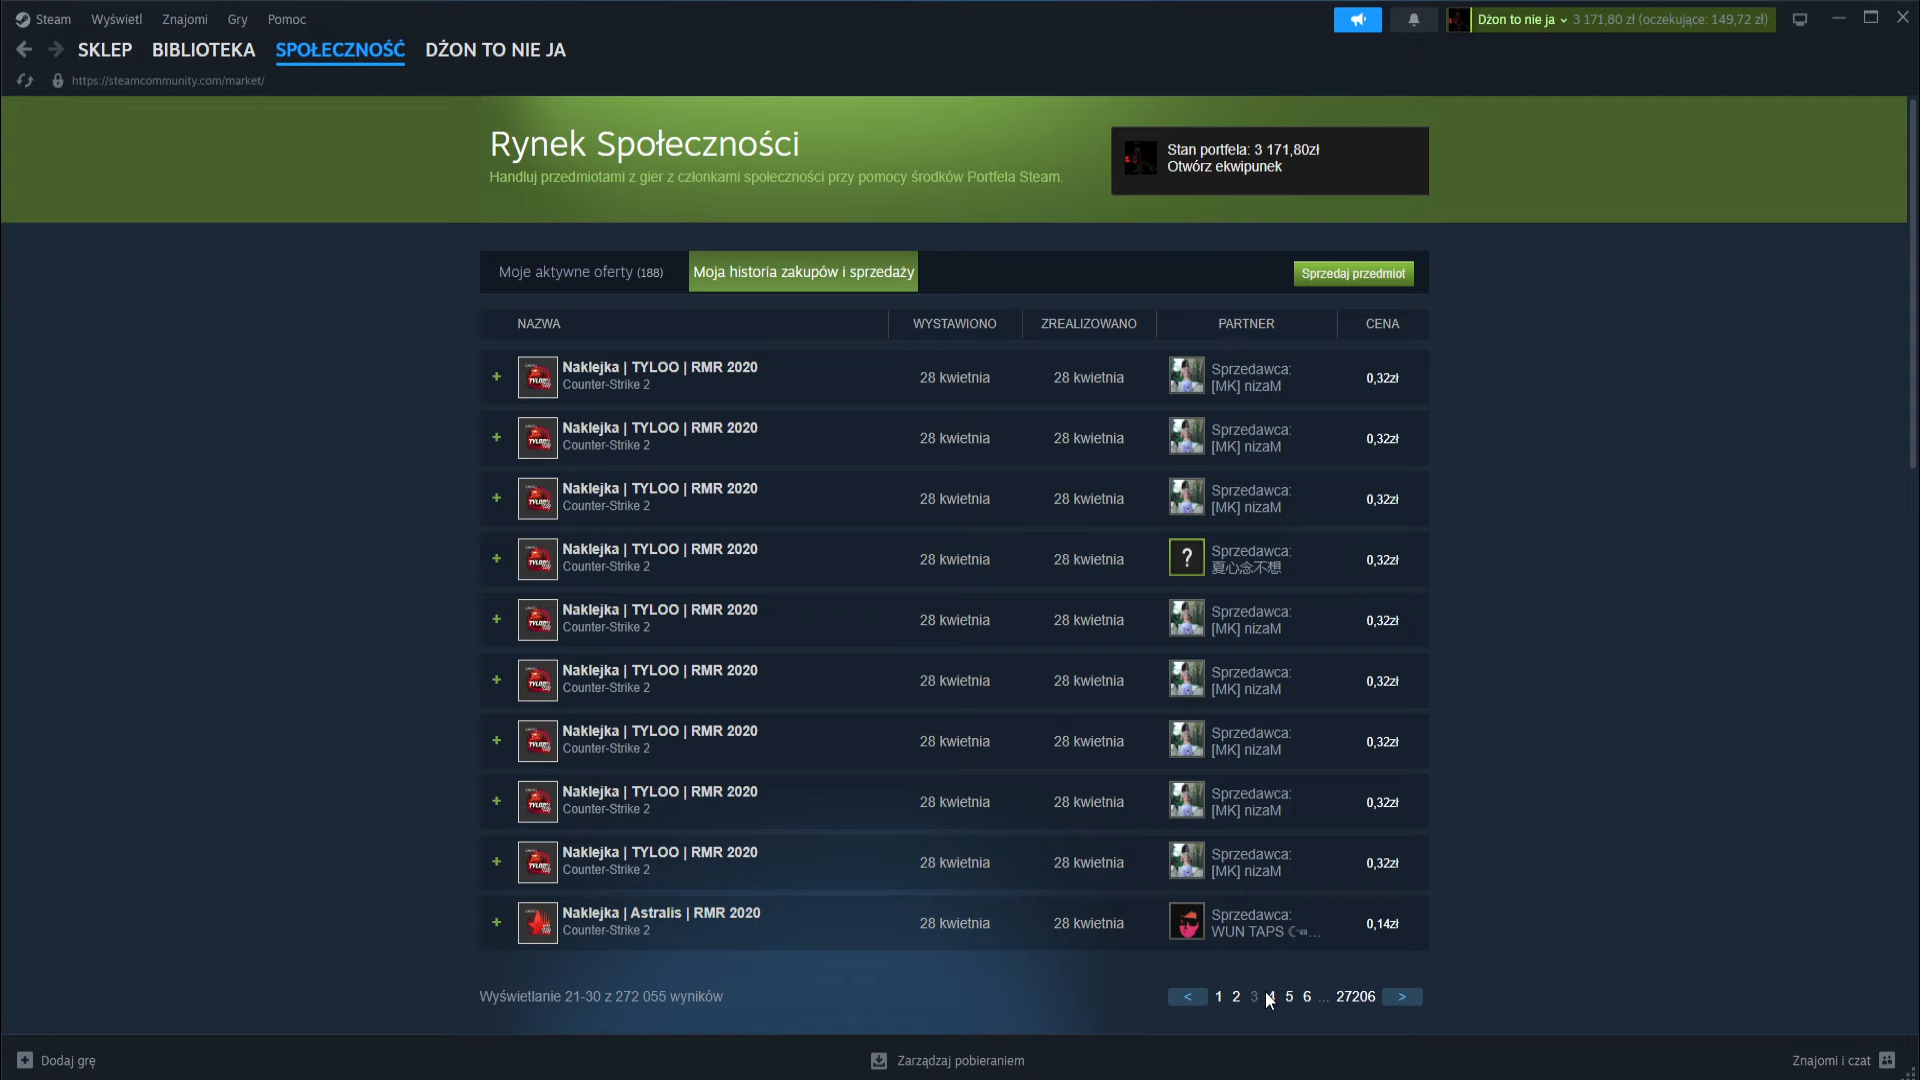 Steam Wyświetl Znajomi Gry Pomoc
Dżon to nie ja 3 171,80 zł (oczekujące: 149,72 zł)
SKLEP BIBLIOTEKA SPOŁECZNOŚĆ DŻON TO NIE JA
https://steamcommunity.com/market/
Rynek Społeczności
Handluj przedmiotami z gier z członkami społeczności przy pomocy środków Portfela Steam.
Stan portfela: 3 171,80zł
Otwórz ekwipunek
Moje aktywne oferty (188) Moja historia zakupów i sprzedaży Sprzedaj przedmiot
NAZWA WYSTAWIONO ZREALIZOWANO PARTNER CENA
+ Naklejka | TYLOO | RMR 2020 28 kwietnia 28 kwietnia Sprzedawca: 0,32zł
Counter-Strike 2 [MK] nizaM
+ Naklejka | TYLOO | RMR 2020 28 kwietnia 28 kwietnia Sprzedawca: 0,32zł
Counter-Strike 2 [MK] nizaM
+ Naklejka | TYLOO | RMR 2020 28 kwietnia 28 kwietnia Sprzedawca: 0,32zł
Counter-Strike 2 [MK] nizaM
+ Naklejka | TYLOO | RMR 2020 28 kwietnia 28 kwietnia ? Sprzedawca: 0,32zł
Counter-Strike 2 夏心念不想
+ Naklejka | TYLOO | RMR 2020 28 kwietnia 28 kwietnia Sprzedawca: 0,32zł
Counter-Strike 2 [MK] nizaM
+ Naklejka | TYLOO | RMR 2020 28 kwietnia 28 kwietnia Sprzedawca: 0,32zł
Counter-Strike 2 [MK] nizaM
+ Naklejka | TYLOO | RMR 2020 28 kwietnia 28 kwietnia Sprzedawca: 0,32zł
Counter-Strike 2 [MK] nizaM
+ Naklejka | TYLOO | RMR 2020 28 kwietnia 28 kwietnia Sprzedawca: 0,32zł
Counter-Strike 2 [MK] nizaM
+ Naklejka | TYLOO | RMR 2020 28 kwietnia 28 kwietnia Sprzedawca: 0,32zł
Counter-Strike 2 [MK] nizaM
+ Naklejka | Astralis | RMR 2020 28 kwietnia 28 kwietnia Sprzedawca: 0,14zł
Counter-Strike 2 WUN TAPS
Wyświetlanie 21-30 z 272 055 wyników < 1 2 3 4 5 6 ... 27206 >
Dodaj grę Zarządzaj pobieraniem Znajomi i czat